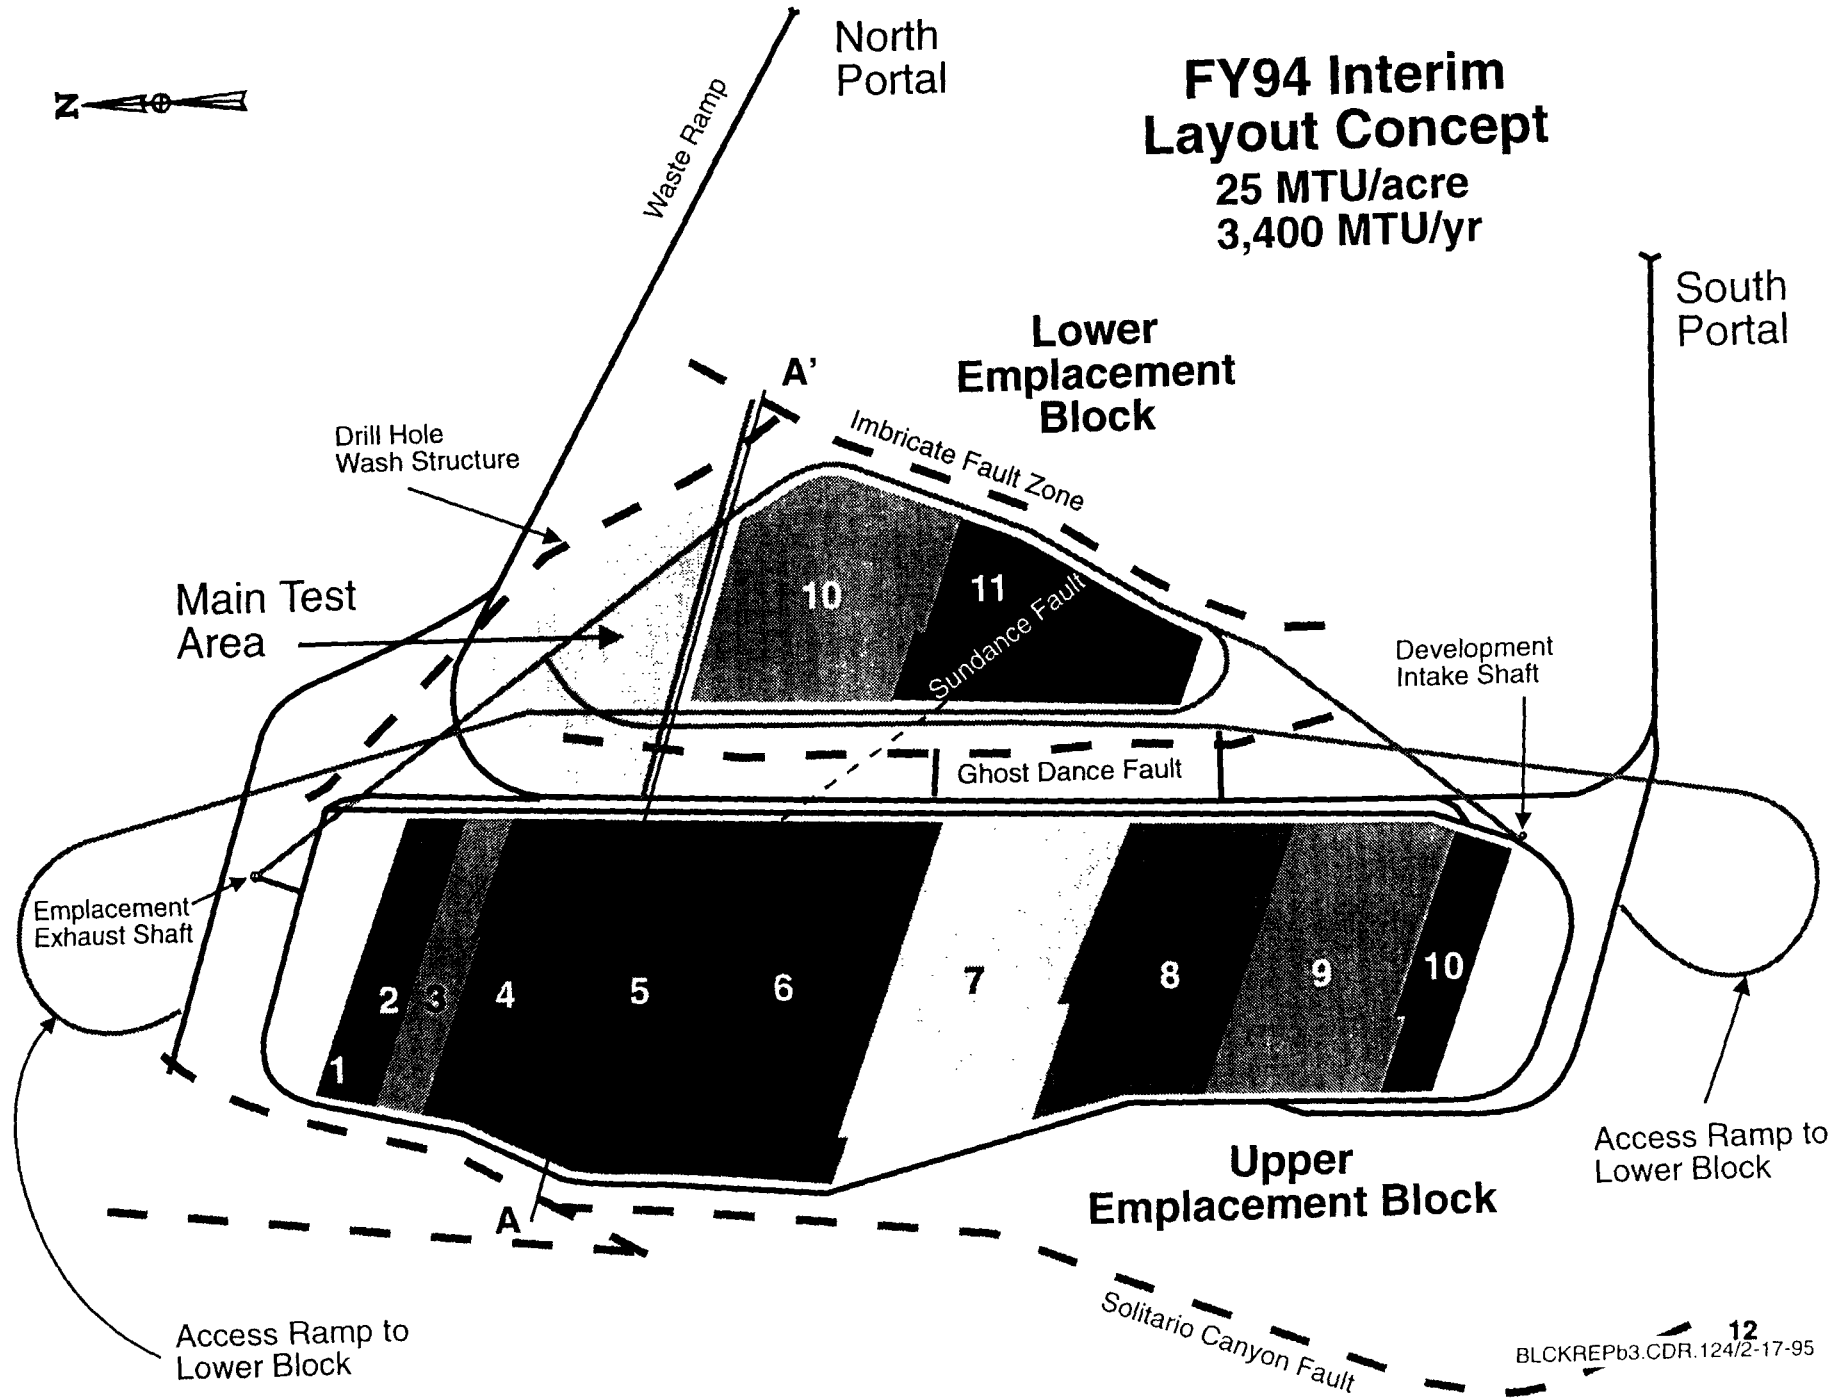 North
Portal
FY94 Interim
Layout Concept
25 MTU/acre
3,400 MTU/yr
N
Waste Ramp
South
Portal
Lower
Emplacement
Block
A'
Imbricate Fault Zone
Drill Hole
Wash Structure
Main Test
Area
10
11
Sundance Fault
Development
Intake Shaft
Ghost Dance Fault
Emplacement
Exhaust Shaft
1
2
3
4
5
6
7
8
9
10
A
Upper
Emplacement Block
Access Ramp to
Lower Block
Access Ramp to
Lower Block
Solitario Canyon Fault
12
BLCKREPb3.CDR.124/2-17-95